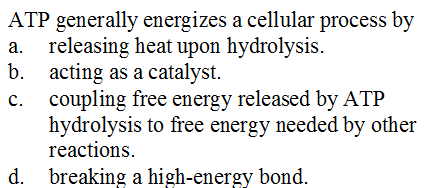 ATP generally energizes a cellular process by
a. releasing heat upon hydrolysis.
b. acting as a catalyst.
c. coupling free energy released by ATP
hydrolysis to free energy needed by other
reactions.
d. breaking a high-energy bond.